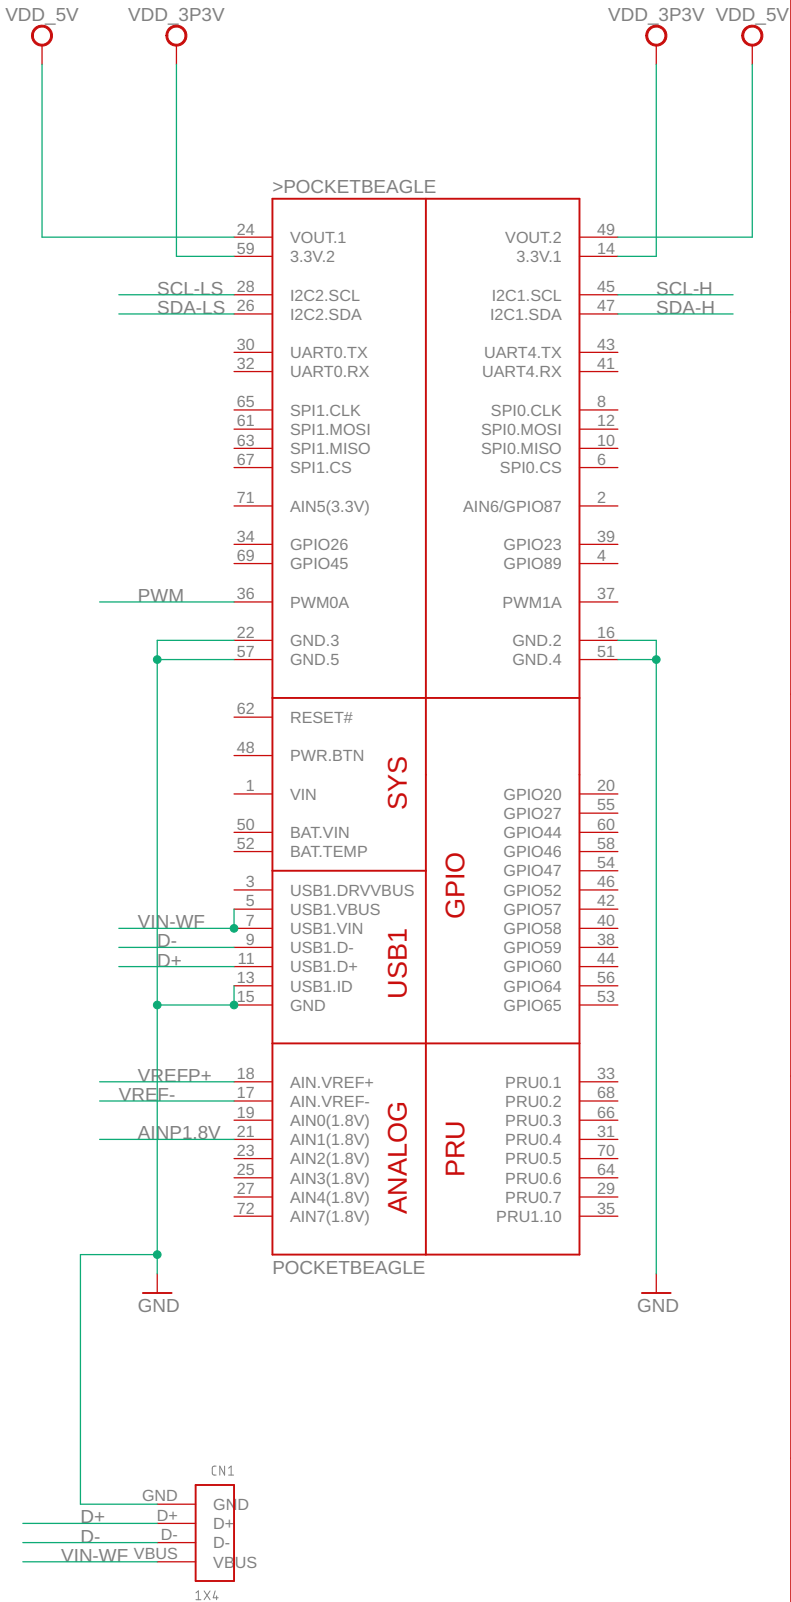 VDD_5V VDD_3P3V VDD_3P3V VDD_5V
>POCKETBEAGLE
24 VOUT.1 VOUT.2 49
59 3.3V.2 3.3V.1 14
SCL-LS 28 I2C2.SCL I2C1.SCL 45 SCL-H
SDA-LS 26 I2C2.SDA I2C1.SDA 47 SDA-H
30 UART0.TX UART4.TX 43
32 UART0.RX UART4.RX 41
65 SPI1.CLK SPI0.CLK 8
61 SPI1.MOSI SPI0.MOSI 12
63 SPI1.MISO SPI0.MISO 10
67 SPI1.CS SPI0.CS 6
71 AIN5(3.3V) AIN6/GPIO87 2
34 GPIO26 GPIO23 39
69 GPIO45 GPIO89 4
PWM 36 PWM0A PWM1A 37
22 GND.3 GND.2 16
57 GND.5 GND.4 51
62 RESET#
48 PWR.BTN
SYS
1 VIN GPIO20 20
GPIO27 55
50 BAT.VIN GPIO44 60
52 BAT.TEMP GPIO46 58
GPIO47 54
GPIO
3 USB1.DRVVBUS GPIO52 46
5 USB1.VBUS GPIO57 42
VIN-WF 7 USB1.VIN GPIO58 40
D- 9 USB1.D- GPIO59 38
D+ 11 USB1.D+ GPIO60 44
USB1
13 USB1.ID GPIO64 56
15 GND GPIO65 53
VREFP+ 18 AIN.VREF+ PRU0.1 33
VREF- 17 AIN.VREF- PRU0.2 68
19 AIN0(1.8V) PRU0.3 66
AINP1.8V 21 AIN1(1.8V) PRU0.4 31
ANALOG PRU
23 AIN2(1.8V) PRU0.5 70
25 AIN3(1.8V) PRU0.6 64
27 AIN4(1.8V) PRU0.7 29
72 AIN7(1.8V) PRU1.10 35
POCKETBEAGLE
GND GND
CN1
GND GND
D+ D+ D+
D- D- D-
VIN-WF VBUS VBUS
1X4